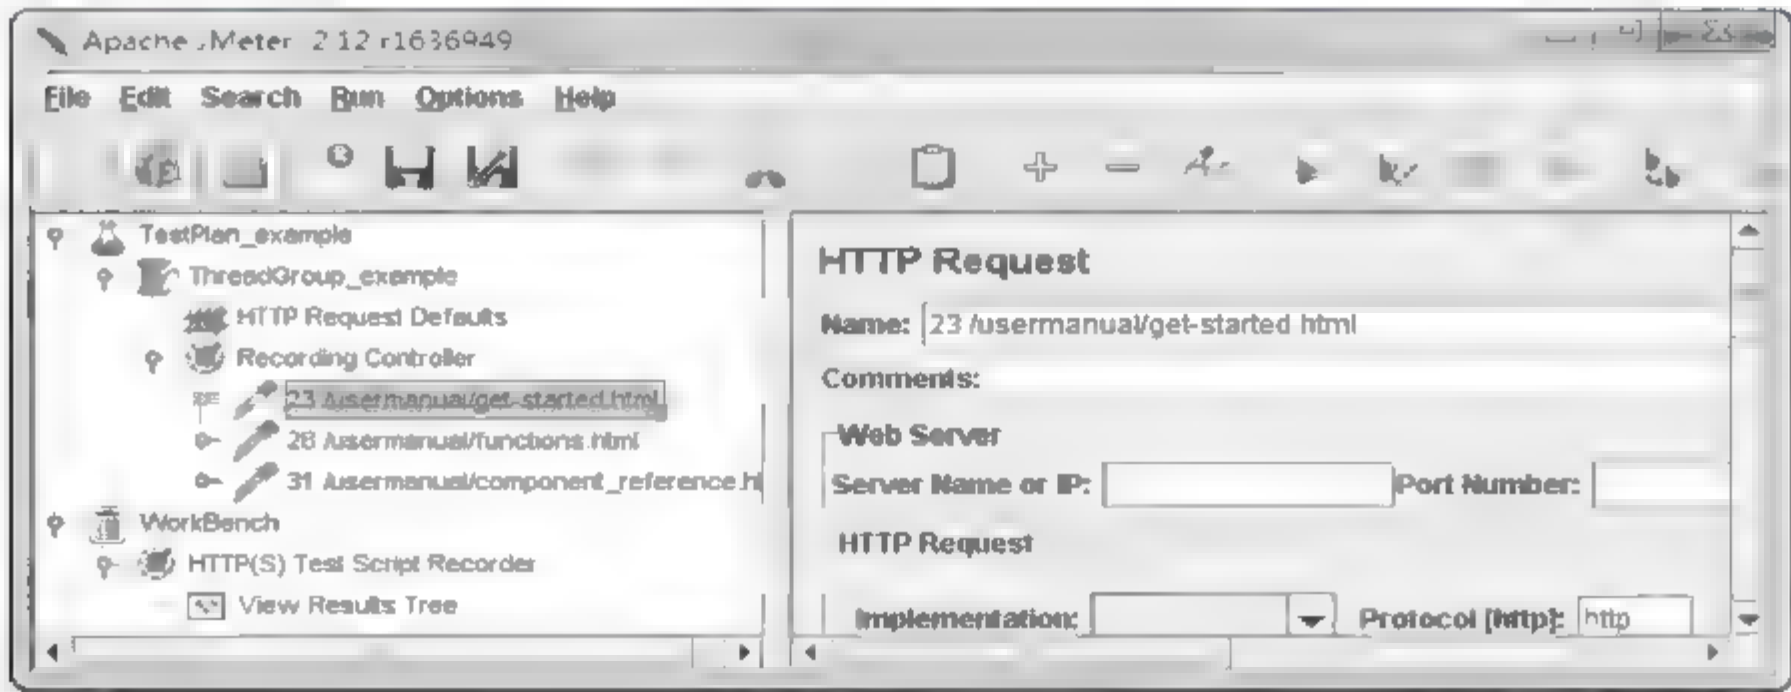 Apache JMeter 2.12 r1636949
File Edit Search Run Options Help
TestPlan_example
ThreadGroup_example
HTTP Request Defaults
Recording Controller
23 /usermanual/get-started.html
28 /usermanual/functions.html
31 /usermanual/component_reference.h
WorkBench
HTTP(S) Test Script Recorder
View Results Tree
HTTP Request
Name: 23 /usermanual/get-started.html
Comments:
Web Server
Server Name or IP: Port Number:
HTTP Request
Implementation: Protocol [http]: http